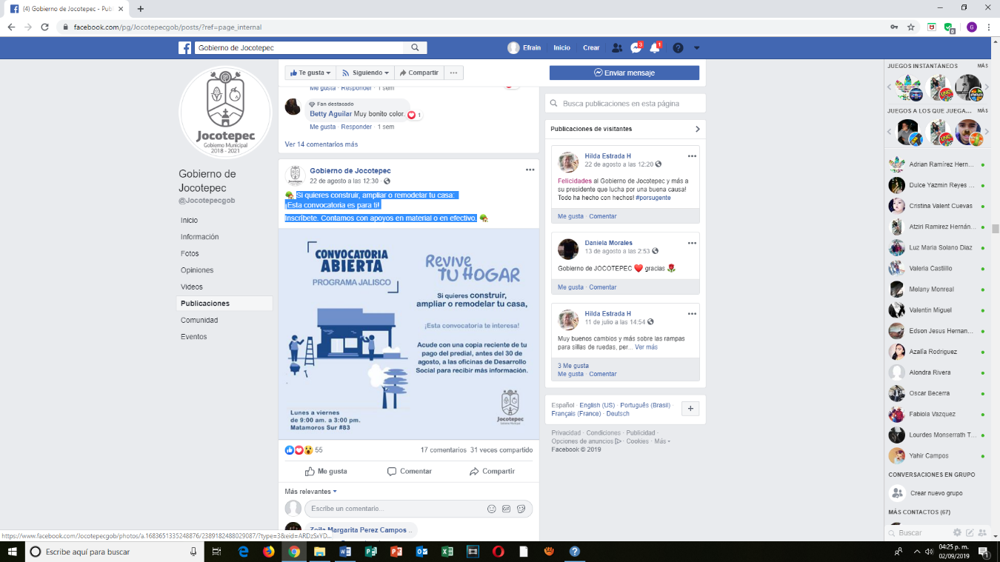 (4) Gobierno de Jocotepec - Pub
facebook.com/pg/Jocotepecgob/posts/?ref=page_internal
Gobierno de Jocotepec
Efrain
Inicio
Crear
3
1
Jocotepec
Gobierno Municipal
2018 - 2021
Gobierno de
Jocotepec
@Jocotepecgob
Inicio
Información
Fotos
Opiniones
Videos
Publicaciones
Comunidad
Eventos
Te gusta
Siguiendo
Compartir
Enviar mensaje
Me gusta · Responder · 1 sem
Fan destacado
Betty Aguilar Muy bonito color.
1
Me gusta · Responder · 1 sem
Ver 14 comentarios más
Gobierno de Jocotepec
22 de agosto a las 12:30 ·
Si quieres construir, ampliar o remodelar tu casa:
¡Esta convocatoria es para ti!
Inscríbete. Contamos con apoyos en material o en efectivo.
CONVOCATORIA
ABIERTA
PROGRAMA JALISCO
REVIVE
TU HOGAR
Si quieres construir,
ampliar o remodelar tu casa,
¡Esta convocatoria te interesa!
Acude con una copia reciente de tu
pago del predial, antes del 30 de
agosto, a las oficinas de Desarrollo
Social para recibir más información.
Jocotepec
Lunes a viernes
de 9:00 am. a 3:00 pm.
Matamoros Sur #83
55
17 comentarios 31 veces compartido
Me gusta
Comentar
Compartir
Más relevantes
Escribe un comentario...
GIF
Zoila Margarita Perez Campos ..
https://www.facebook.com/Jocotepecgob/photos/a.1683651335248876/2389182488029087/?type=3&eid=ARDzSxYD...
Busca publicaciones en esta página
Publicaciones de visitantes
Hilda Estrada H
22 de agosto a las 12:20 ·
Felicidades al Gobierno de Jocotepec y más a
su presidente que lucha por una buena causa!
Todo ha hecho con hechos! #porsugente
Me gusta · Comentar
Daniela Morales
13 de agosto a las 2:53 ·
Gobierno de JOCOTEPEC ❤ gracias 🌹
Me gusta · Comentar
Hilda Estrada H
11 de julio a las 14:54 ·
Muy buenos cambios y más sobre las rampas
para sillas de ruedas, per... Ver más
3 Me gusta
Me gusta · Comentar
Español · English (US) · Português (Brasil) ·
Français (France) · Deutsch
Privacidad · Condiciones · Publicidad ·
Opciones de anuncios · Cookies · Más
Facebook © 2019
JUEGOS INSTANTÁNEOS MÁS
JUEGOS A LOS QUE JUEGA... MÁS
Adrian Ramírez Hern...
Dulce Yazmin Reyes ...
Cristina Valent Cuevas
Atziri Ramirez Hernán...
Luz Maria Solano Diaz
Valeria Castiillo
Melany Monreal
Valentin Miguel
Edson Jesus Hernan...
Azalía Rodriguez
Alondra Rivera
Oscar Becerra
Fabiola Vazquez
Lourdes Monserrath T...
Yahir Campos
CONVERSACIONES EN GRUPO
Crear nuevo grupo
MÁS CONTACTOS (67)
Buscar
Escribe aquí para buscar
04:25 p. m.
02/09/2019